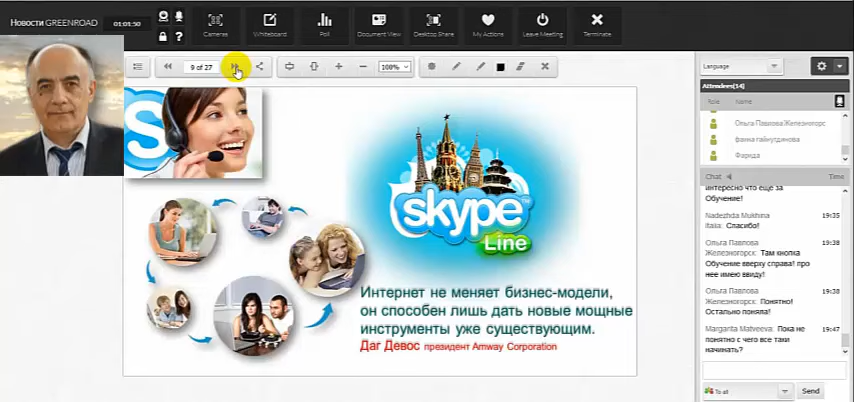 Новости GREENROAD
01:01:50
Cameras
Whiteboard
Poll
Document View
Desktop Share
My Actions
Leave Meeting
Terminate
9 of 27
100%
S
skype™
Line
Интернет не меняет бизнес-модели,
он способен лишь дать новые мощные
инструменты уже существующим.
Даг Девос президент Amway Corporation
Language
Attendees(14)
Role Name
Ольга Павлова Железногорс
фаина гайнутдинова
Фарида
Chat Time
интересно что еще за
Обучение!
Nadezhda Mukhina 19:35
Italia: Спасибо!
Ольга Павлова 19:38
Железногорск: Там кнопка
Обучение вверху справа! про
нее имею ввиду!
Ольга Павлова 19:38
Железногорск: Понятно!
Остально поняла!
Margarita Matveeva: Пока не 19:47
понятно с чего все таки
начинать?
To all
Send